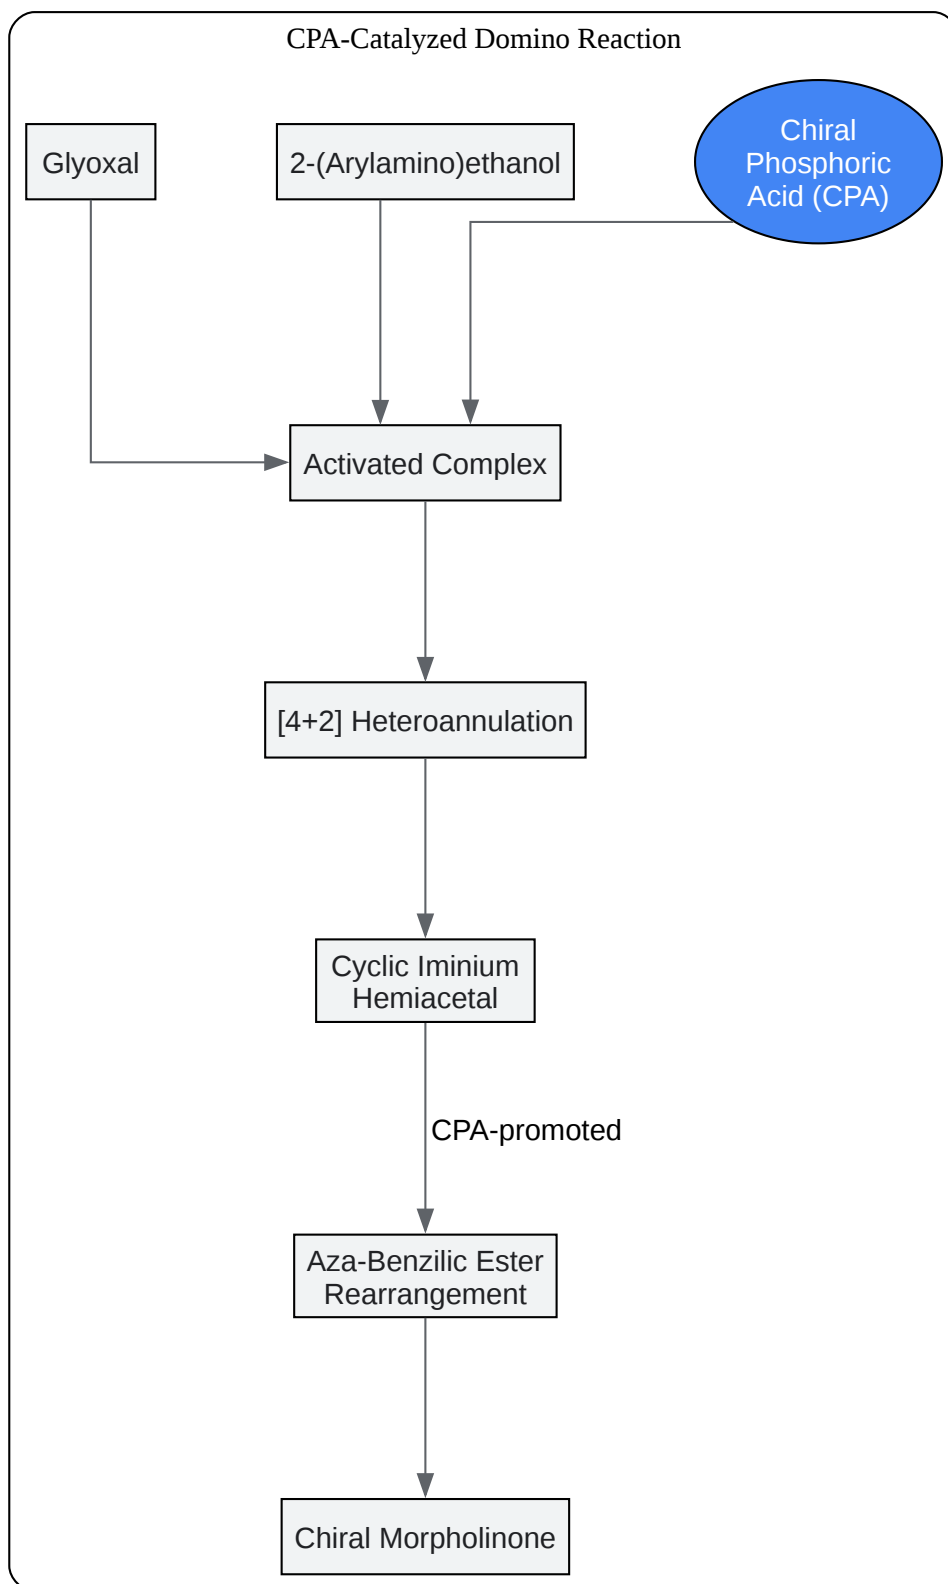 CPA-Catalyzed Domino Reaction
Glyoxal
2-(Arylamino)ethanol
Chiral
Phosphoric
Acid (CPA)
Activated Complex
[4+2] Heteroannulation
Cyclic Iminium
Hemiacetal
CPA-promoted
Aza-Benzilic Ester
Rearrangement
Chiral Morpholinone